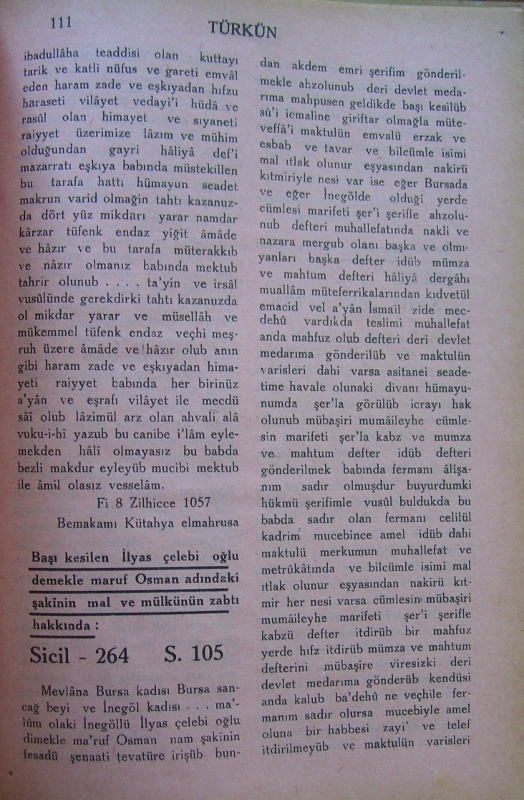 111
TÜRKÜN
ibadullâha teaddisi olan kuttayı
tarik ve katli nüfus ve gareti emvâl
eden haram zade ve eşkıyadan hıfzu
haraseti vilâyet vedayi'i hüdâ ve
rasûl olan himayet ve sıyaneti
raiyyet üzerimize lâzım ve mühim
olduğundan gayri hâliyâ def'i
mazarratı eşkıya babında müstekıllen
bu tarafa hattı hümayun seadet
makrun varid olmağın tahtı kazanuz-
da dört yüz mikdarı yarar namdar
kârzar tüfenk endaz yiğit âmâde
ve hâzır ve bu tarafa müterakkıb
ve nâzır olmanız babında mektub
tahrir olunub . . . . ta'yin ve irsâl
vusûlünde gerekdirki tahtı kazanuzda
ol mikdar yarar ve müsellâh ve
mükemmel tüfenk endaz veçhi meş-
ruh üzere âmâde ve hâzır olub anın
gibi haram zade ve eşkıyadan hima-
yeti raiyyet babında her birinüz
a'yân ve eşrafı vilâyet ile mecdü
sâi olub lâzimül arz olan ahvali alâ
vuku-i-hî yazub bu canibe i'lâm eyle-
mekden hâli olmayasız bu babda
bezli makdur eyleyüb mucibi mektub
ile âmil olasız vesselâm.
Fi 8 Zilhicce 1057
Bemakamı Kütahya elmahrusa
Başı kesilen İlyas çelebi oğlu
demekle maruf Osman adındaki
şakînin mal ve mülkünün zabtı
hakkında :
Sicil - 264 S. 105
Mevlâna Bursa kadısı Bursa san-
cağ beyi ve İnegöl kadısı . . . ma'-
lûm olaki İnegöllü İlyas çelebi oğlu
dimekle ma'ruf Osman nam şakînin
fesadü şenaati tevatüre irişüb bun-
dan akdem emri şerifim gönderil-
mekle ahzolunub deri devlet meda-
rıma mahpusen geldikde başı kesilüb
sû'i icmaline giriftar olmağla müte-
veffâ'i maktulün emvalü erzak ve
esbab ve tavar ve bilcümle isimi
mal ıtlak olunur eşyasından nakirü
kıtmiriyle nesi var ise eğer Bursada
ve eğer İnegölde olduği yerde
cümlesi marifeti şer'i şerifle ahzolu-
nub defteri muhallefatında nakli ve
nazara mergub olanı başka ve olmı-
yanları başka defter idüb mümza
ve mahtum defteri hâliyâ dergâhı
muallâm müteferrikalarından kıdvetül
emacid vel a'yân İsmail zide mec-
dehû vardıkda teslimi muhallefat
anda mahfuz olub defteri deri devlet
medarıma gönderilüb ve maktulün
varisleri dahi varsa asitanei seade-
time havale olunaki divanı hümayu-
numda şer'la görülüb icrayı hak
olunub mübaşiri mumâileyhe cümle-
sin marifeti şer'la kabz ve mumza
ve mahtum defter idüb defteri
gönderilmek babında fermanı âlişa-
nım sadır olmuşdur buyurdumki
hükmü şerifimle vusûl buldukda bu
babda sadır olan fermanı celilül
kadrim mucebince amel idüb dahi
maktulü merkumun muhallefat ve
metrûkâtında ve bilcümle isimi mal
ıtlak olunur eşyasından nakirü kıt-
mir her nesi varsa cümlesin mübaşiri
mumâileyhe marifeti şer'i şerifle
kabzü defter itdirüb bir mahfuz
yerde hıfz itdirüb mümza ve mahtum
defterini mübaşire viresizki deri
devlet medarıma gönderüb kendüsi
anda kalub ba'dehû ne veçhile fer-
manım sadır olursa mucebiyle amel
oluna bir habbesi zayi' ve telef
itdirilmeyüb ve maktulün varisleri